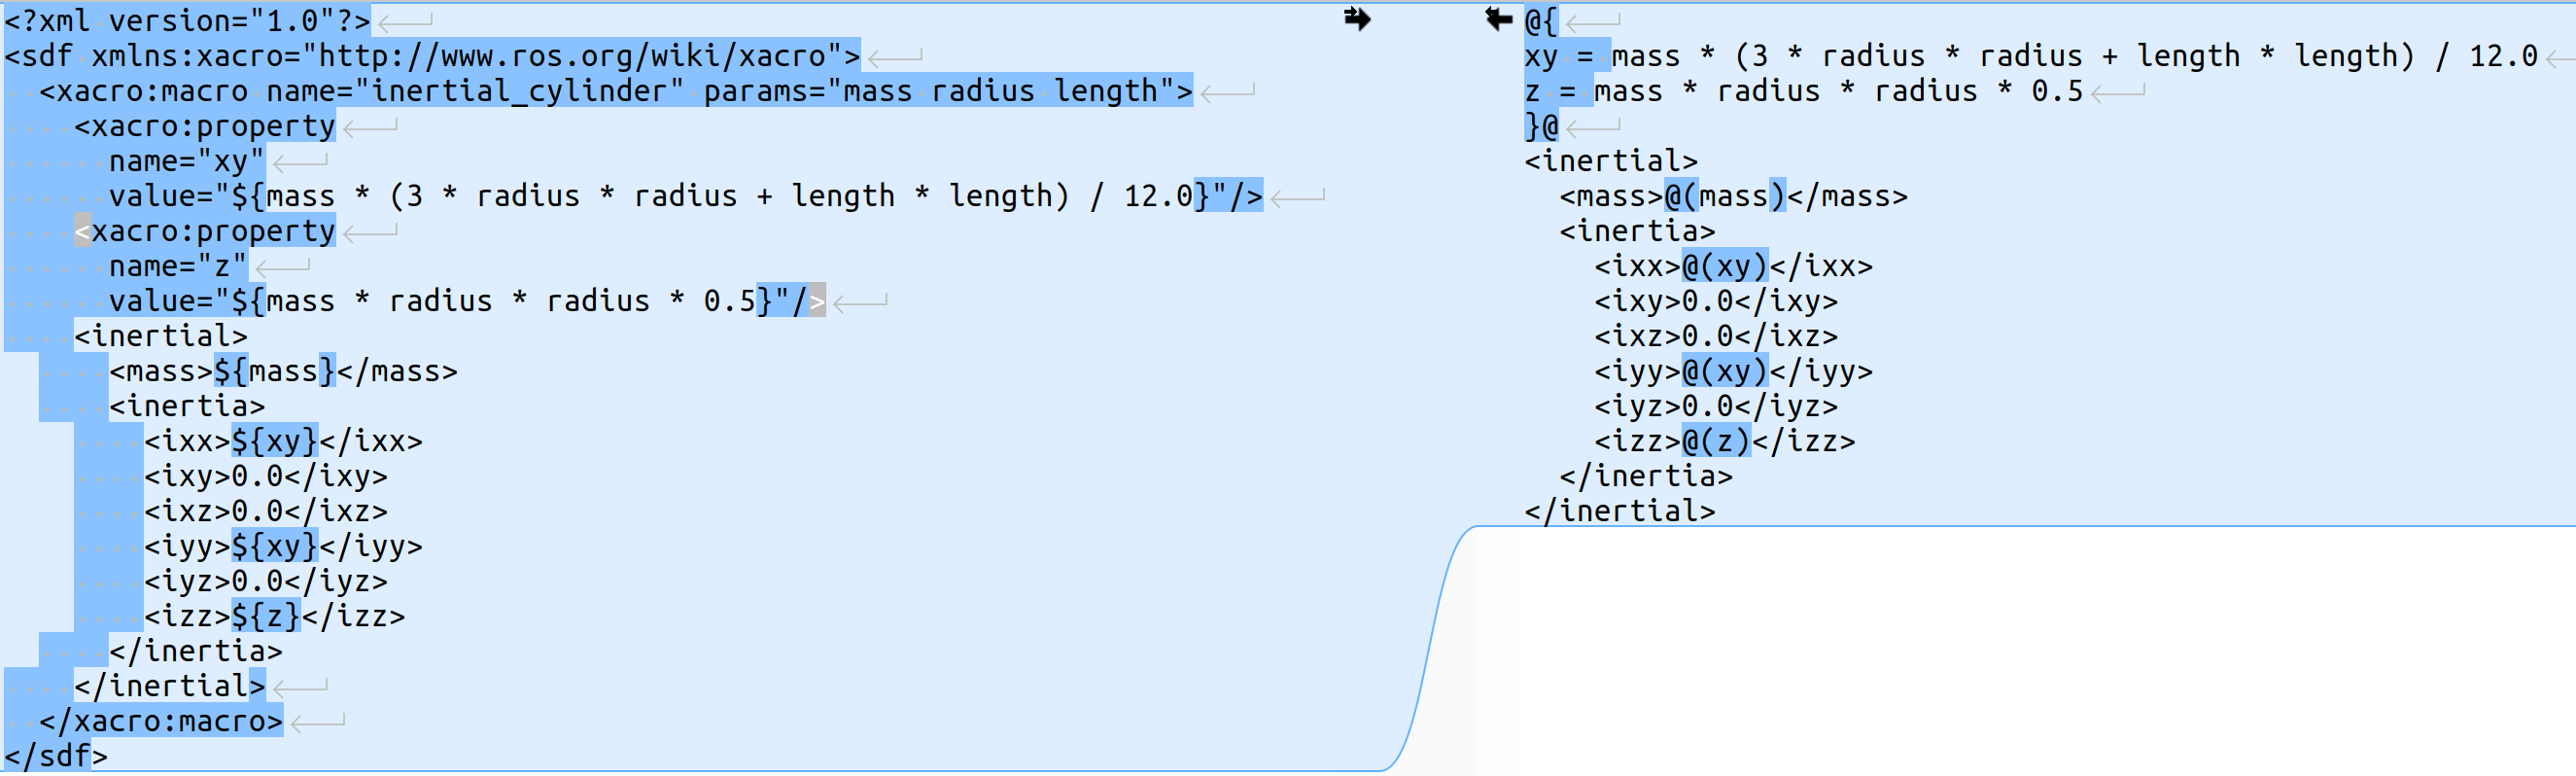 <?xml version="1.0"?>
<sdf xmlns:xacro="http://www.ros.org/wiki/xacro">
  <xacro:macro name="inertial_cylinder" params="mass radius length">
    <xacro:property
      name="xy"
      value="${mass * (3 * radius * radius + length * length) / 12.0}"/>
    <xacro:property
      name="z"
      value="${mass * radius * radius * 0.5}"/>
    <inertial>
      <mass>${mass}</mass>
      <inertia>
        <ixx>${xy}</ixx>
        <ixy>0.0</ixy>
        <ixz>0.0</ixz>
        <iyy>${xy}</iyy>
        <iyz>0.0</iyz>
        <izz>${z}</izz>
      </inertia>
    </inertial>
  </xacro:macro>
</sdf>
@{
xy = mass * (3 * radius * radius + length * length) / 12.0
z = mass * radius * radius * 0.5
}@
<inertial>
  <mass>@(mass)</mass>
  <inertia>
    <ixx>@(xy)</ixx>
    <ixy>0.0</ixy>
    <ixz>0.0</ixz>
    <iyy>@(xy)</iyy>
    <iyz>0.0</iyz>
    <izz>@(z)</izz>
  </inertia>
</inertial>